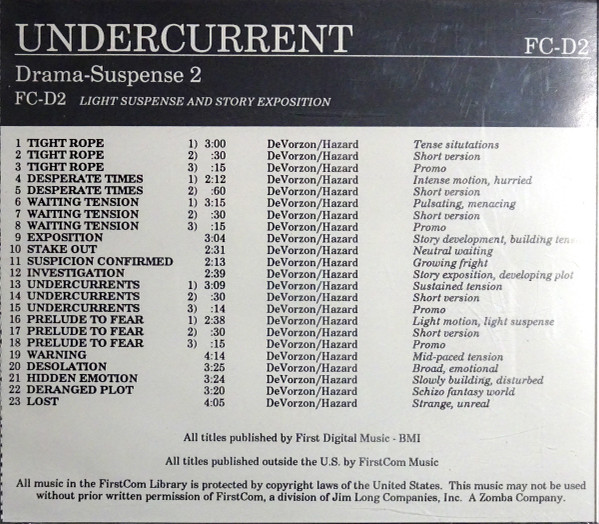 UNDERCURRENT FC-D2
Drama-Suspense 2
FC-D2 LIGHT SUSPENSE AND STORY EXPOSITION
1 TIGHT ROPE 1) 3:00 DeVorzon/Hazard Tense situtations
2 TIGHT ROPE 2) :30 DeVorzon/Hazard Short version
3 TIGHT ROPE 3) :15 DeVorzon/Hazard Promo
4 DESPERATE TIMES 1) 2:12 DeVorzon/Hazard Intense motion, hurried
5 DESPERATE TIMES 2) :60 DeVorzon/Hazard Short version
6 WAITING TENSION 1) 3:15 DeVorzon/Hazard Pulsating, menacing
7 WAITING TENSION 2) :30 DeVorzon/Hazard Short version
8 WAITING TENSION 3) :15 DeVorzon/Hazard Promo
9 EXPOSITION 3:04 DeVorzon/Hazard Story development, building
10 STAKE OUT 2:31 DeVorzon/Hazard Neutral waiting
11 SUSPICION CONFIRMED 2:13 DeVorzon/Hazard Growing fright
12 INVESTIGATION 2:39 DeVorzon/Hazard Story exposition, developing plot
13 UNDERCURRENTS 1) 3:09 DeVorzon/Hazard Sustained tension
14 UNDERCURRENTS 2) :30 DeVorzon/Hazard Short version
15 UNDERCURRENTS 3) :14 DeVorzon/Hazard Promo
16 PRELUDE TO FEAR 1) 2:38 DeVorzon/Hazard Light motion, light suspense
17 PRELUDE TO FEAR 2) :30 DeVorzon/Hazard Short version
18 PRELUDE TO FEAR 3) :15 DeVorzon/Hazard Promo
19 WARNING 4:14 DeVorzon/Hazard Mid-paced tension
20 DESOLATION 3:25 DeVorzon/Hazard Broad, emotional
21 HIDDEN EMOTION 3:24 DeVorzon/Hazard Slowly building, disturbed
22 DERANGED PLOT 3:20 DeVorzon/Hazard Schizo fantasy world
23 LOST 4:05 DeVorzon/Hazard Strange, unreal
All titles published by First Digital Music - BMI
All titles published outside the U.S. by FirstCom Music
All music in the FirstCom Library is protected by copyright laws of the United States. This music may not be used
without prior written permission of FirstCom, a division of Jim Long Companies, Inc. A Zomba Company.